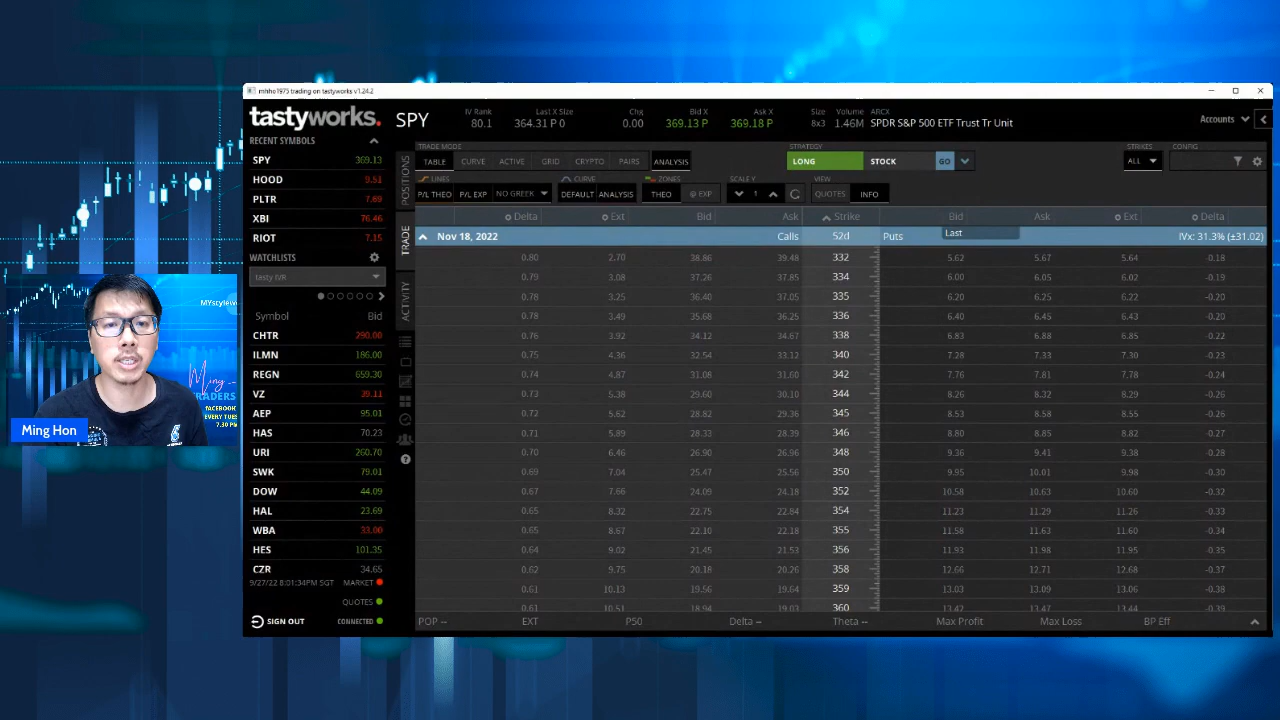 mhho1975 trading on tastyworks v1.24.2
tastyworks.
SPY
IV Rank
80.1
Last X Size
364.31 P 0
Chg
0.00
Bid X
369.13 P
Ask X
369.18 P
Size
8x3
Volume
1.46M
ARCX
SPDR S&P 500 ETF Trust Tr Unit
Accounts
RECENT SYMBOLS
SPY 369.13
HOOD 9.51
PLTR 7.69
XBI 76.46
RIOT 7.15
WATCHLISTS
tasty IVR
Symbol Bid
CHTR 290.00
ILMN 186.00
REGN 659.30
VZ 39.11
AEP 95.01
HAS 70.23
URI 260.70
SWK 79.01
DOW 44.09
HAL 23.69
WBA 33.00
HES 101.35
CZR 34.65
9/27/22 8:01:34PM SGT MARKET
QUOTES
SIGN OUT CONNECTED
POSITIONS
TRADE
ACTIVITY
TRADE MODE
TABLE CURVE ACTIVE GRID CRYPTO PAIRS ANALYSIS
STRATEGY
LONG STOCK GO
STRIKES
ALL
CONFIG
LINES
P/L THEO P/L EXP NO GREEK
CURVE
DEFAULT ANALYSIS
ZONES
THEO @ EXP
SCALE Y
1
VIEW
QUOTES INFO
Delta Ext Bid Ask Strike Bid Ask Ext Delta
Last
Nov 18, 2022 Calls 52d Puts IVx: 31.3% (±31.02)
0.80 2.70 38.86 39.48 332 5.62 5.67 5.64 -0.18
0.79 3.08 37.26 37.85 334 6.00 6.05 6.02 -0.19
0.78 3.25 36.40 37.05 335 6.20 6.25 6.22 -0.20
0.78 3.49 35.68 36.25 336 6.40 6.45 6.43 -0.20
0.76 3.92 34.12 34.67 338 6.83 6.88 6.85 -0.22
0.75 4.36 32.54 33.12 340 7.28 7.33 7.30 -0.23
0.74 4.87 31.08 31.60 342 7.76 7.81 7.78 -0.24
0.73 5.38 29.60 30.10 344 8.26 8.32 8.29 -0.26
0.72 5.62 28.82 29.36 345 8.53 8.58 8.55 -0.26
0.71 5.89 28.33 28.39 346 8.80 8.85 8.82 -0.27
0.70 6.46 26.90 26.96 348 9.36 9.41 9.38 -0.28
0.69 7.04 25.47 25.56 350 9.95 10.01 9.98 -0.30
0.67 7.66 24.09 24.18 352 10.58 10.63 10.60 -0.32
0.65 8.32 22.75 22.84 354 11.23 11.29 11.26 -0.33
0.65 8.67 22.10 22.18 355 11.58 11.63 11.60 -0.34
0.64 9.02 21.45 21.53 356 11.93 11.98 11.95 -0.35
0.62 9.75 20.18 20.26 358 12.66 12.71 12.68 -0.37
0.61 10.13 19.56 19.64 359 13.03 13.09 13.06 -0.38
0.61 10.51 18.94 19.03 360 13.42 13.47 13.44 -0.39
POP -- EXT P50 Delta -- Theta -- Max Profit Max Loss BP Eff
Ming
RADERS
FACEBOOK
EVERY TUES
7.30 PM
Ming Hon